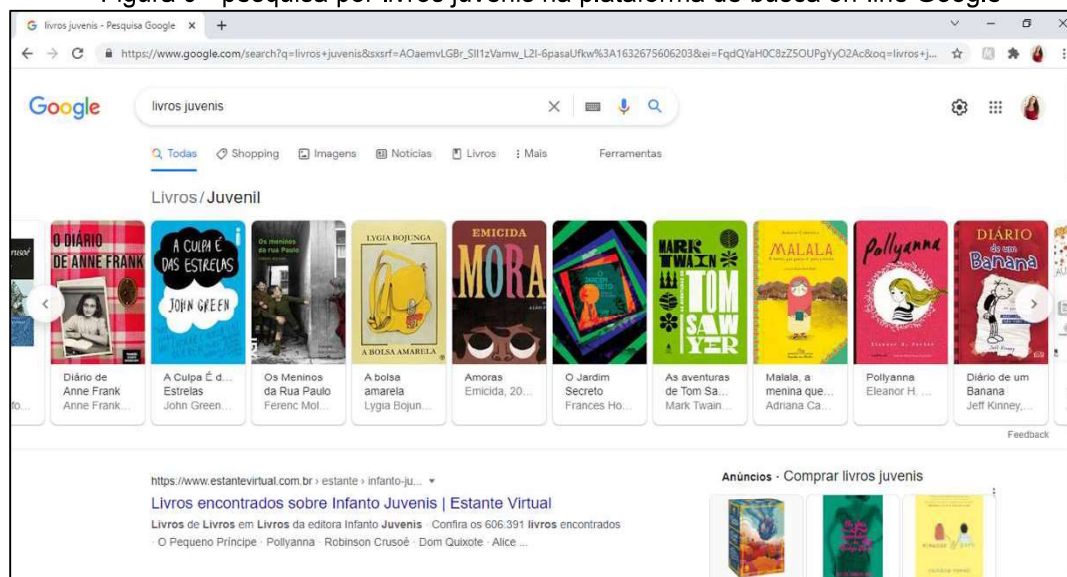 livros juvenis - Pesquisa Google
https://www.google.com/search?q=livros+juvenis&sxsrf=AOaemvLGBr_SlI1zVamw_L2I-6pasaUfkw%3A1632675606203&ei=FqdQYaH0C8zZ5OUPgYyO2Ac&oq=livros+j...
Google
livros juvenis
Todas Shopping Imagens Notícias Livros Mais Ferramentas
Livros/Juvenil
O DIÁRIO
DE ANNE FRANK
A CULPA É
DAS ESTRELAS
JOHN GREEN
Os meninos
da rua Paulo
LYGIA BOJUNGA
A BOLSA AMARELA
EMICIDA
MORA
O
JARDIM
SECRETO
MARK
TWAIN
TOM
SAW
YER
MALALA
Pollyanna
DIÁRIO
de um
Banana
Diário de
Anne Frank
Anne Frank...
A Culpa É d...
Estrelas
John Green...
Os Meninos
da Rua Paulo
Ferenc Mol...
A bolsa
amarela
Lygia Bojun...
Amoras
Emicida, 20...
O Jardim
Secreto
Frances Ho...
As aventuras
de Tom Sa...
Mark Twain...
Malala, a
menina que...
Adriana Ca...
Pollyanna
Eleanor H. ...
Diário de um
Banana
Jeff Kinney,...
Feedback
https://www.estantevirtual.com.br › estante › infanto-ju...
Livros encontrados sobre Infanto Juvenis | Estante Virtual
Livros de Livros em Livros da editora Infanto Juvenis · Confira os 606.391 livros encontrados
· O Pequeno Príncipe · Pollyanna · Robinson Crusoé · Dom Quixote · Alice ...
Anúncios · Comprar livros juvenis